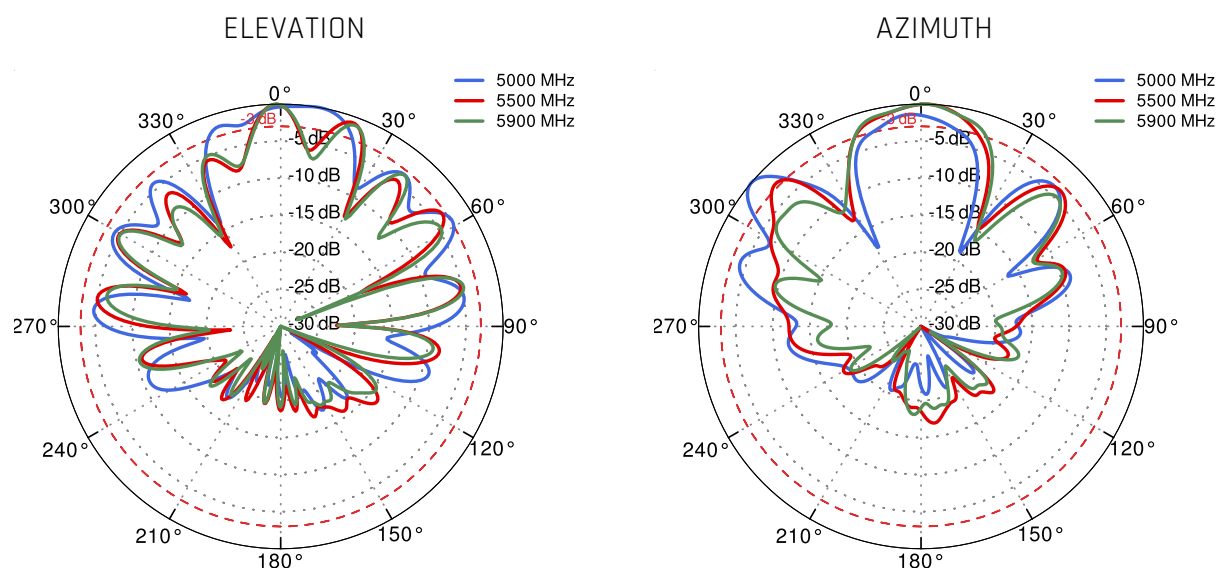 ELEVATION
5000 MHz
5500 MHz
5900 MHz
0°
30°
60°
90°
120°
150°
180°
210°
240°
270°
300°
330°
-3 dB
-5 dB
-10 dB
-15 dB
-20 dB
-25 dB
-30 dB
AZIMUTH
5000 MHz
5500 MHz
5900 MHz
0°
30°
60°
90°
120°
150°
180°
210°
240°
270°
300°
330°
-3 dB
-5 dB
-10 dB
-15 dB
-20 dB
-25 dB
-30 dB